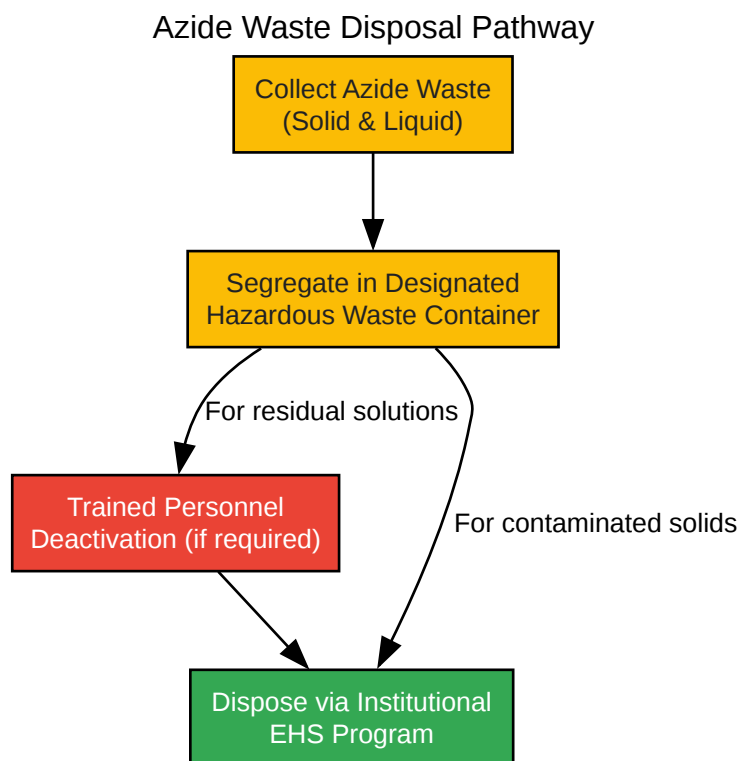 Azide Waste Disposal Pathway
Collect Azide Waste
(Solid & Liquid)
Segregate in Designated
Hazardous Waste Container
For residual solutions
Trained Personnel
Deactivation (if required)
For contaminated solids
Dispose via Institutional
EHS Program